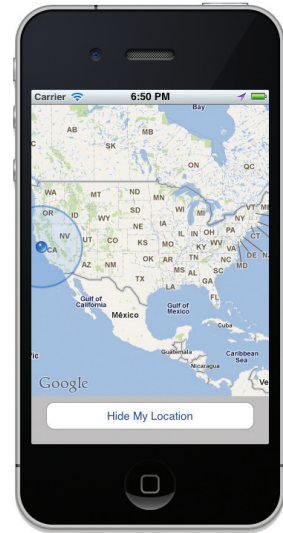 Carrier 6:50 PM
Bay
AB
MB
SK
ON
QC
WA
MT
ND
MN
OR
ID
SD
WI
MI
VT
WY
NY
NE
IA
PA
CT
NV
UT
CO
KS
MO
IL
IN
OH
KY
WV
VA
DE
CA
AZ
NM
OK
AR
TN
NC
MD
TX
MS
AL
SC
LA
GA
FL
Gulf of
California
Gulf of
Mexico
México
Cuba
Guatemala
Caribbean
Sea
Nicaragua
Google
Ve
Hide My Location